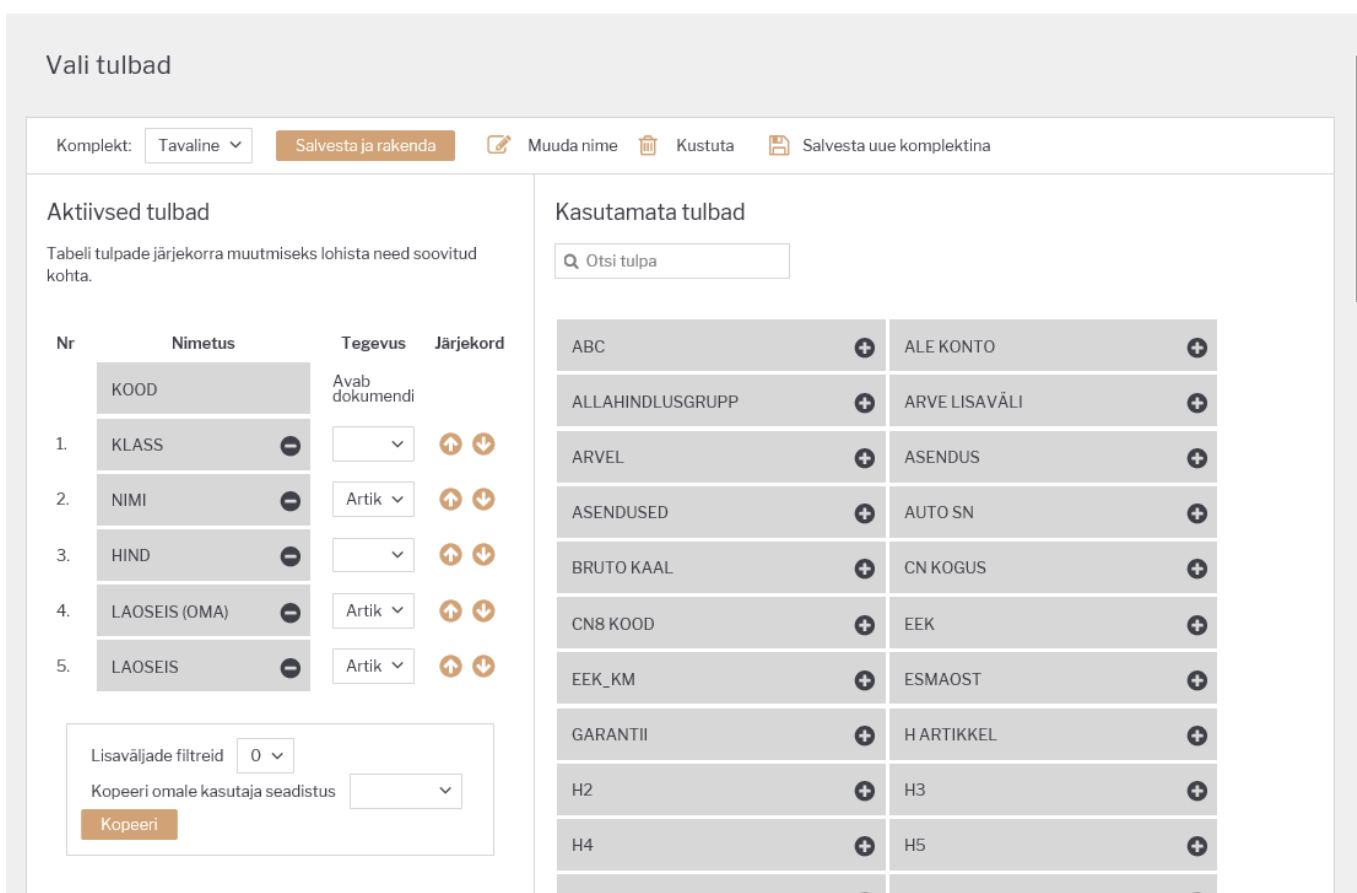 Vali tulbad
Komplekt: Tavaline Salvesta ja rakenda Muuda nime Kustuta Salvesta uue komplektina
Aktiivsed tulbad
Tabeli tulpade järjekorra muutmiseks lohista need soovitud
kohta.
Nr Nimetus Tegevus Järjekord
KOOD Avab
dokumendi
1. KLASS
2. NIMI Artik
3. HIND
4. LAOSEIS (OMA) Artik
5. LAOSEIS Artik
Lisaväljade filtreid 0
Kopeeri omale kasutaja seadistus
Kopeeri
Kasutamata tulbad
Otsi tulpa
ABC ALE KONTO
ALLAHINDLUSGRUPP ARVE LISAVÄLI
ARVEL ASENDUS
ASENDUSED AUTO SN
BRUTO KAAL CN KOGUS
CN8 KOOD EEK
EEK_KM ESMAOST
GARANTII H ARTIKKEL
H2 H3
H4 H5